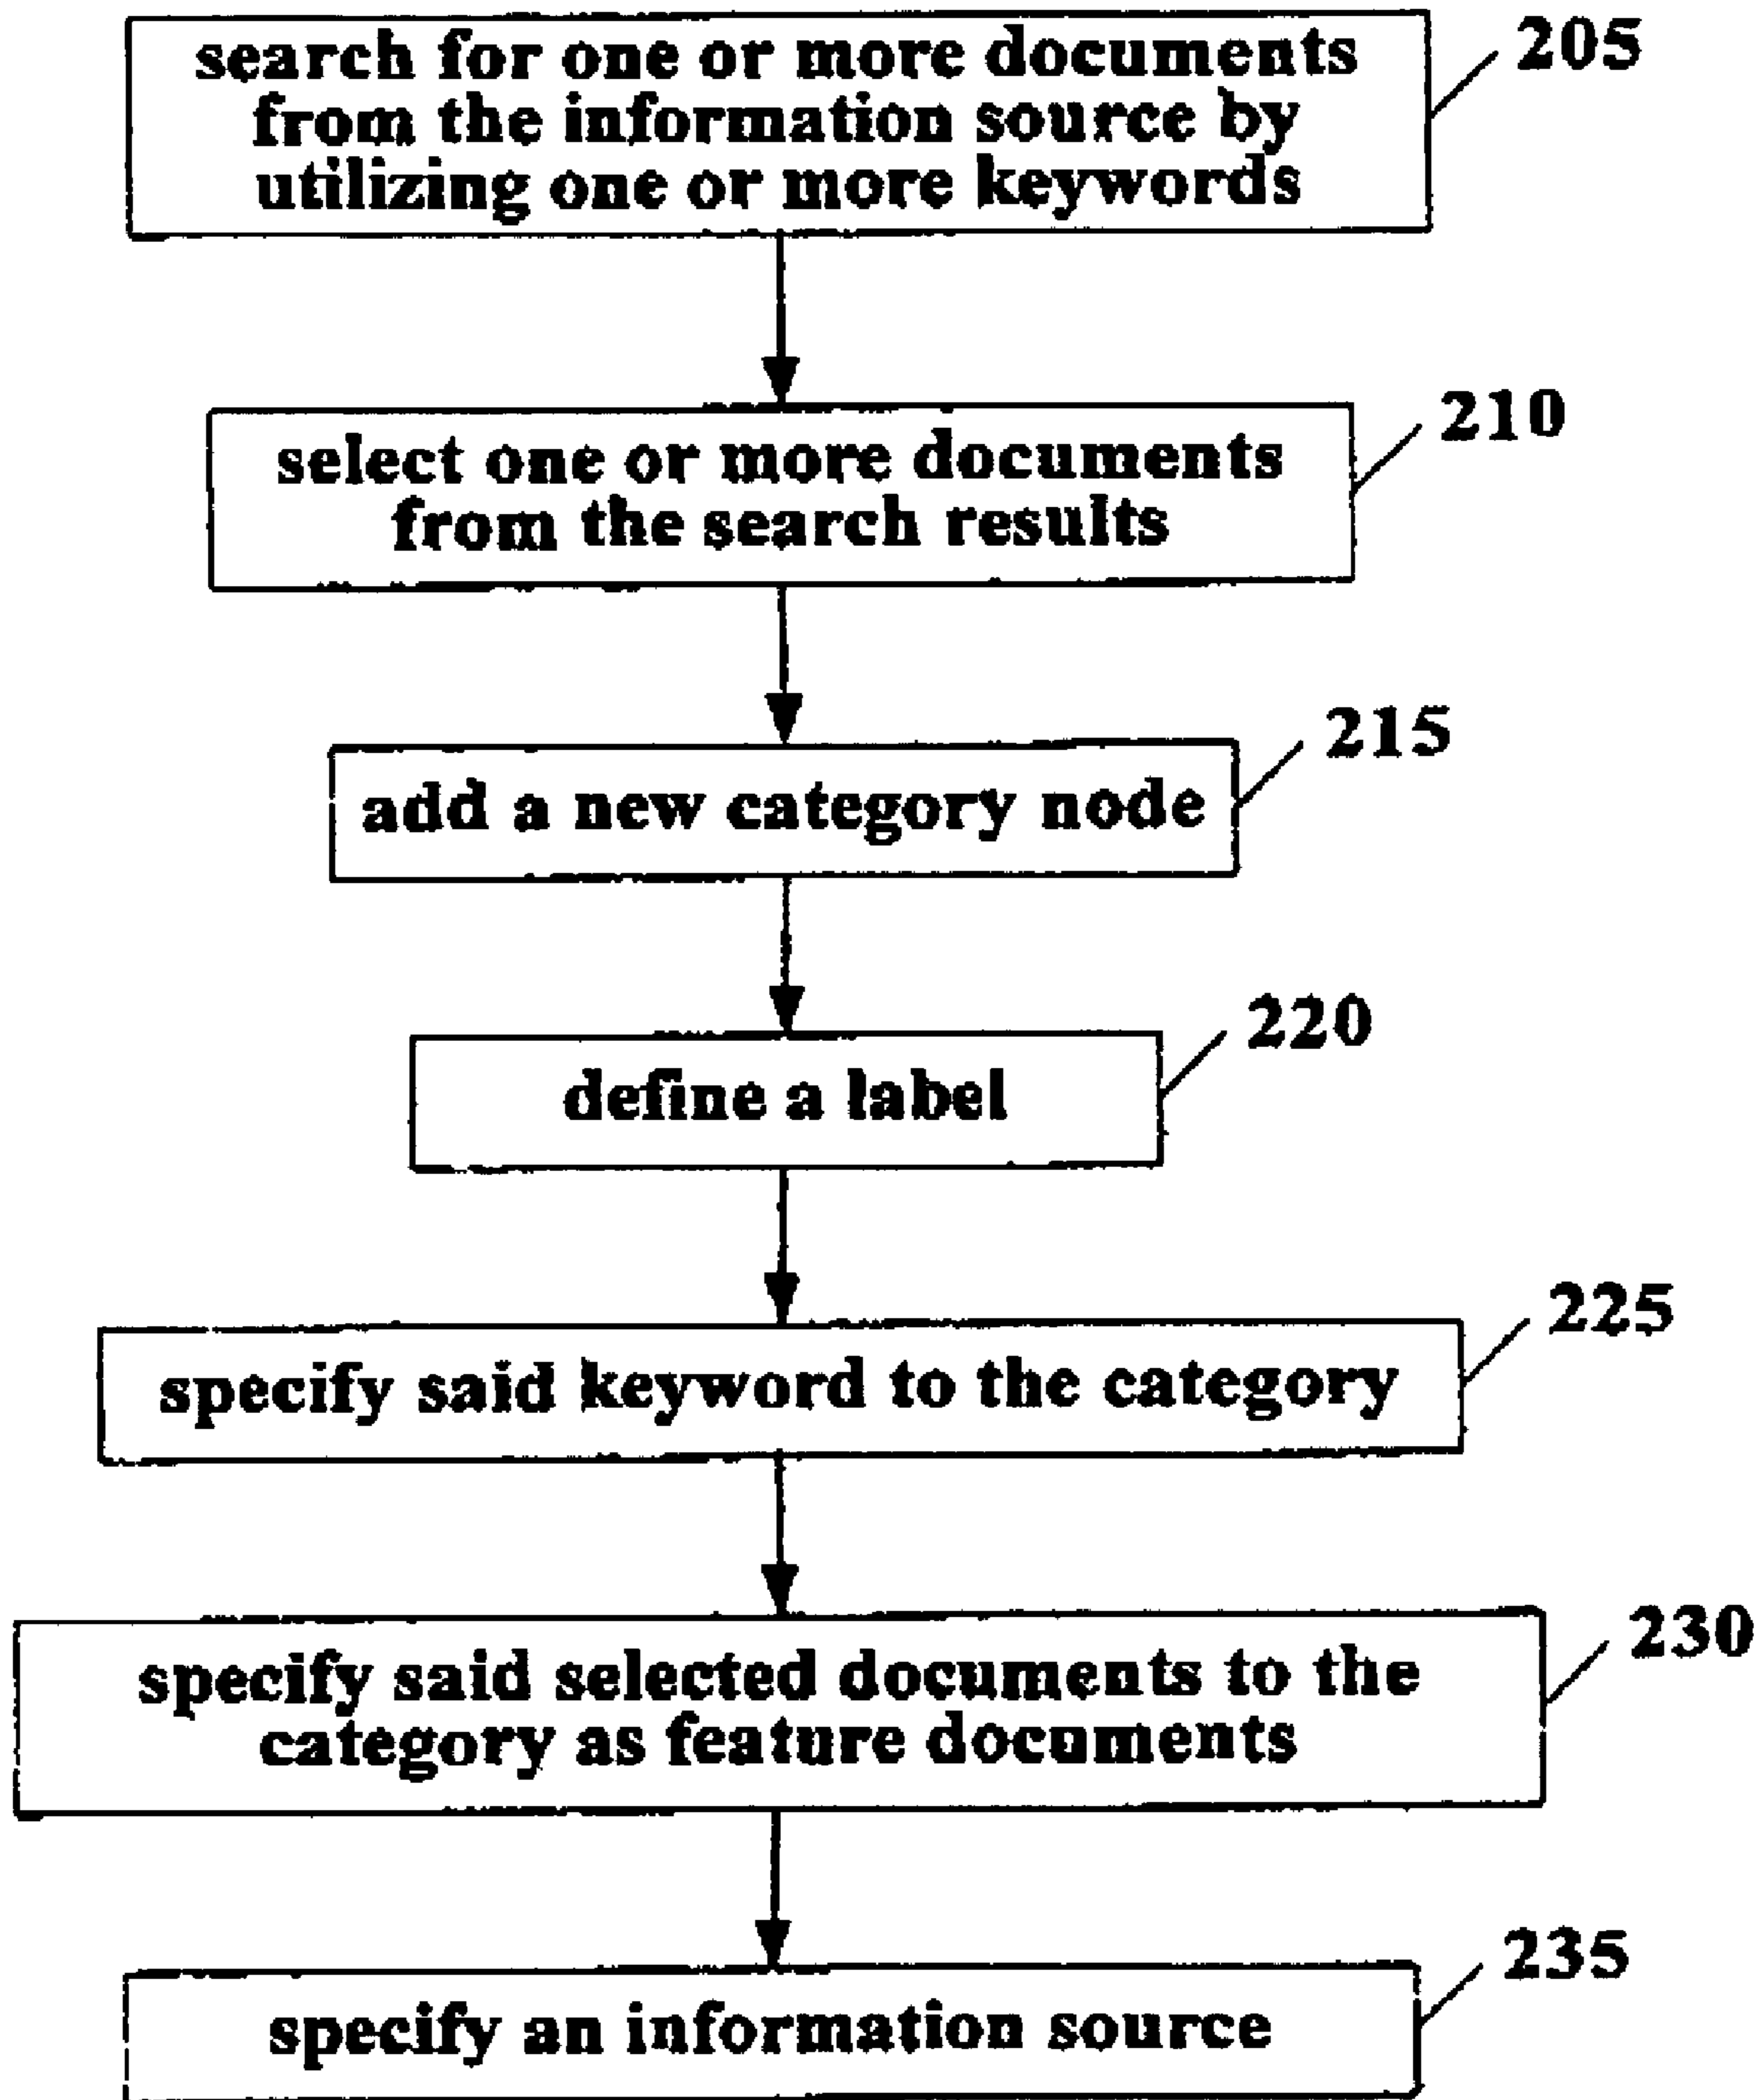 search for one or more documents
from the information source by
utilizing one or more keywords
205
select one or more documents
from the search results
210
add a new category node
215
define a label
220
specify said keyword to the category
225
specify said selected documents to the
category as feature documents
230
specify an information source
235